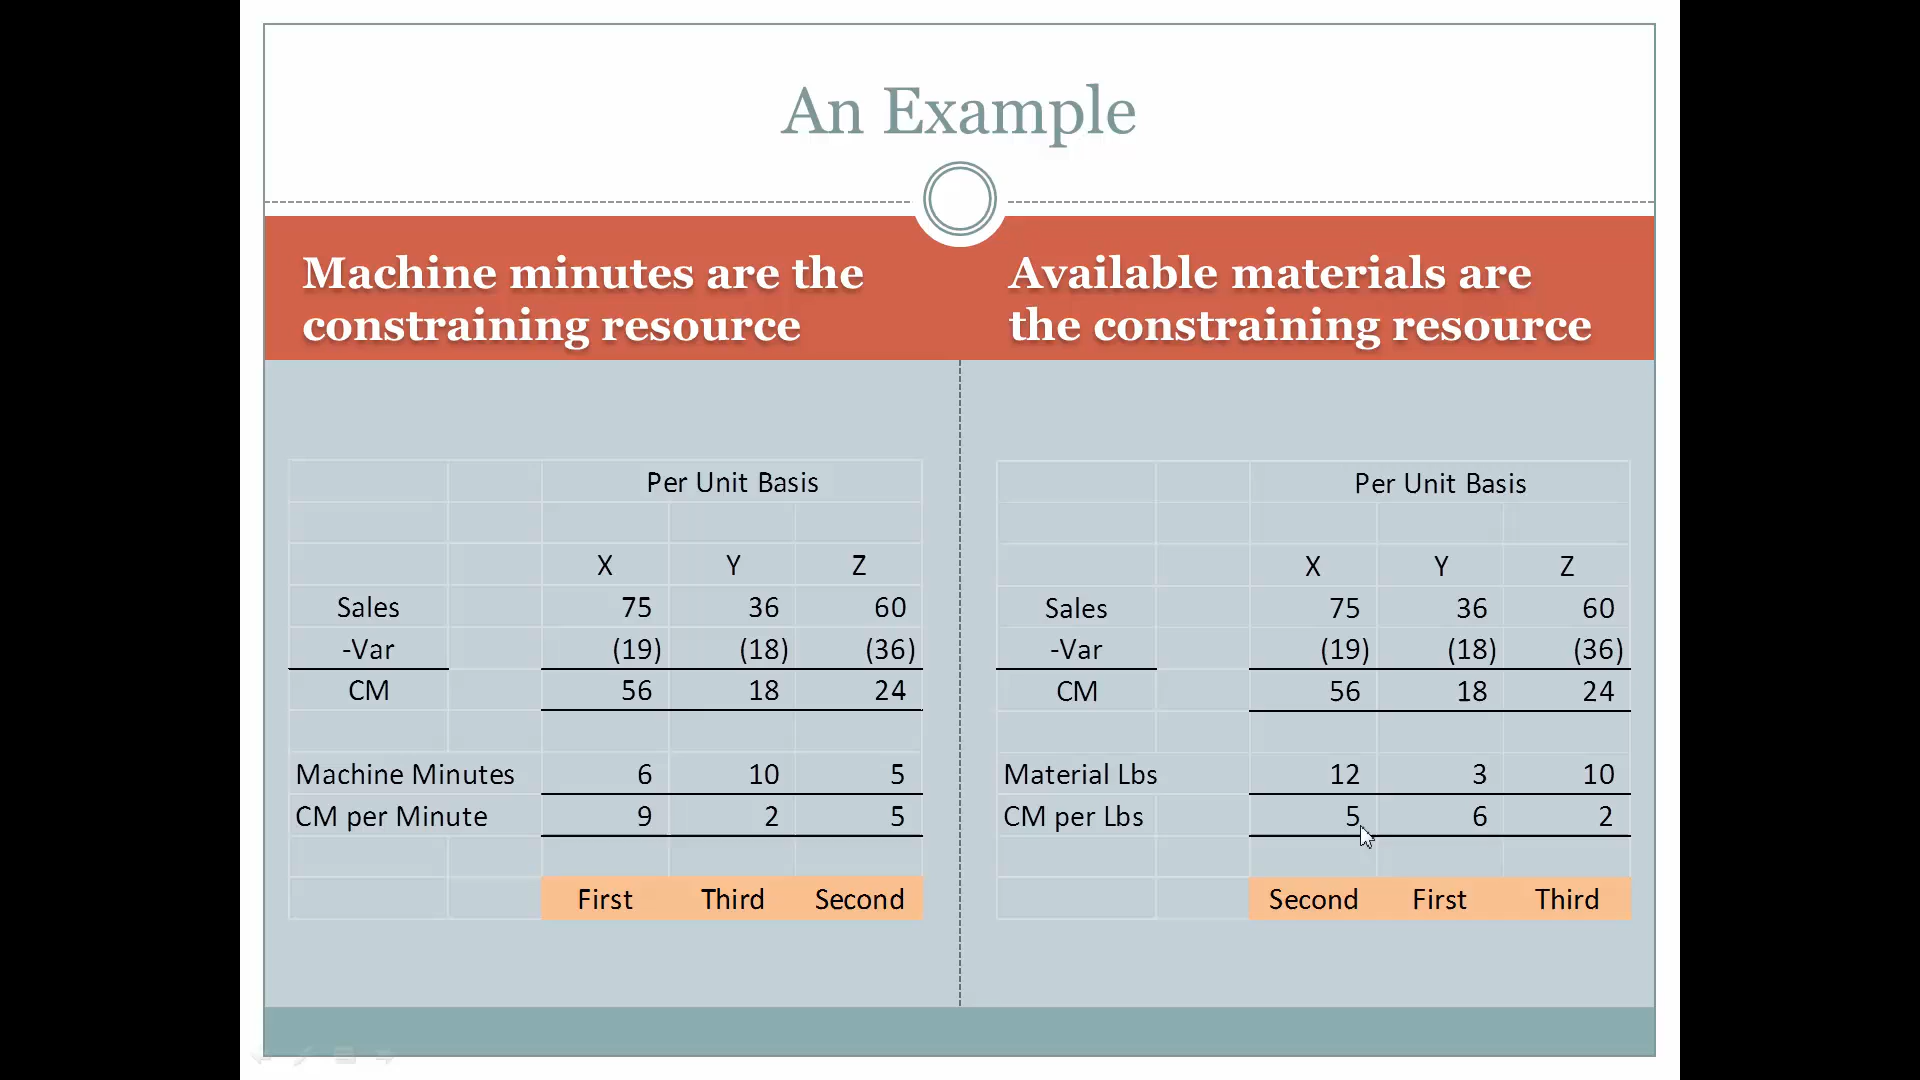 An Example
Machine minutes are the
constraining resource
Available materials are
the constraining resource
Per Unit Basis
X Y Z
Sales 75 36 60
-Var (19) (18) (36)
CM 56 18 24
Machine Minutes 6 10 5
CM per Minute 9 2 5
First Third Second
Per Unit Basis
X Y Z
Sales 75 36 60
-Var (19) (18) (36)
CM 56 18 24
Material Lbs 12 3 10
CM per Lbs 5 6 2
Second First Third